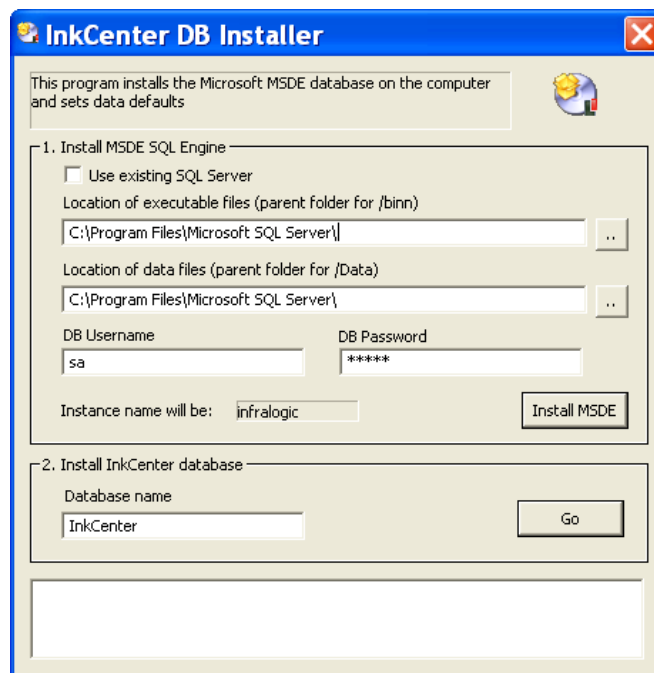 InkCenter DB Installer
This program installs the Microsoft MSDE database on the computer
and sets data defaults
1. Install MSDE SQL Engine
Use existing SQL Server
Location of executable files (parent folder for /binn)
C:\Program Files\Microsoft SQL Server\
..
Location of data files (parent folder for /Data)
C:\Program Files\Microsoft SQL Server\
..
DB Username
DB Password
sa
*****
Instance name will be:
infralogic
Install MSDE
2. Install InkCenter database
Database name
InkCenter
Go